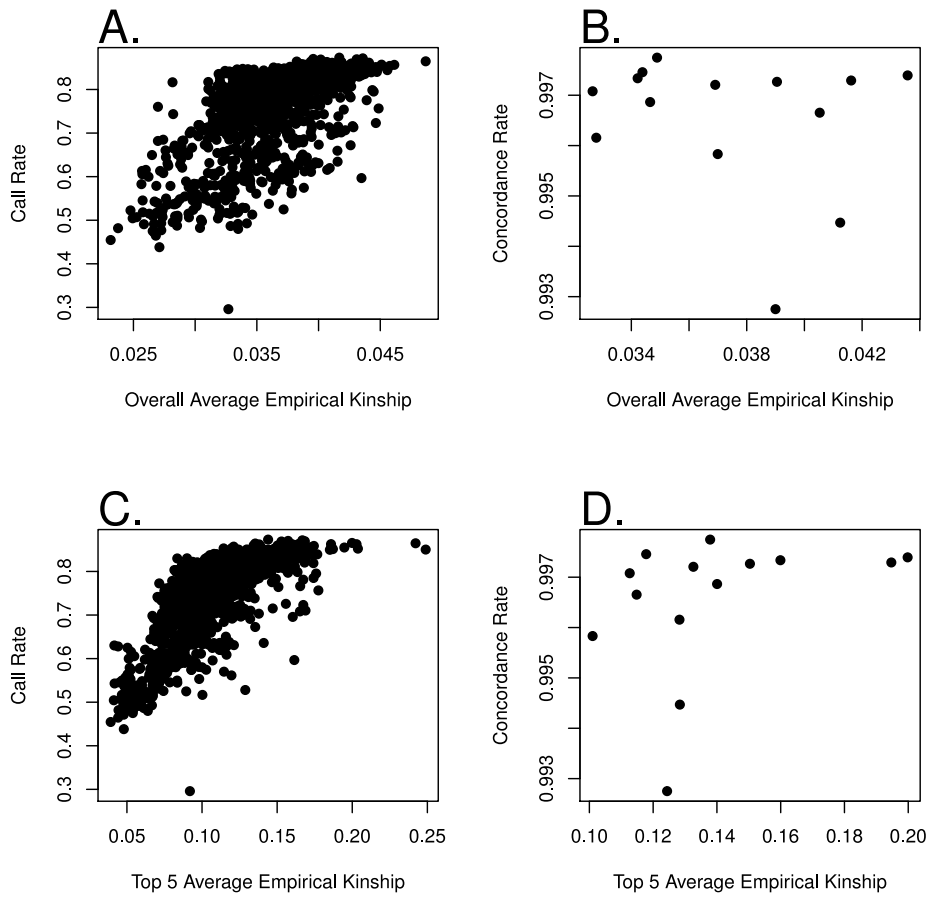 A.
Call Rate
0.3 0.4 0.5 0.6 0.7 0.8
0.025 0.035 0.045
Overall Average Empirical Kinship
B.
Concordance Rate
0.993 0.995 0.997
0.034 0.038 0.042
Overall Average Empirical Kinship
C.
Call Rate
0.3 0.4 0.5 0.6 0.7 0.8
0.05 0.10 0.15 0.20 0.25
Top 5 Average Empirical Kinship
D.
Concordance Rate
0.993 0.995 0.997
0.10 0.12 0.14 0.16 0.18 0.20
Top 5 Average Empirical Kinship